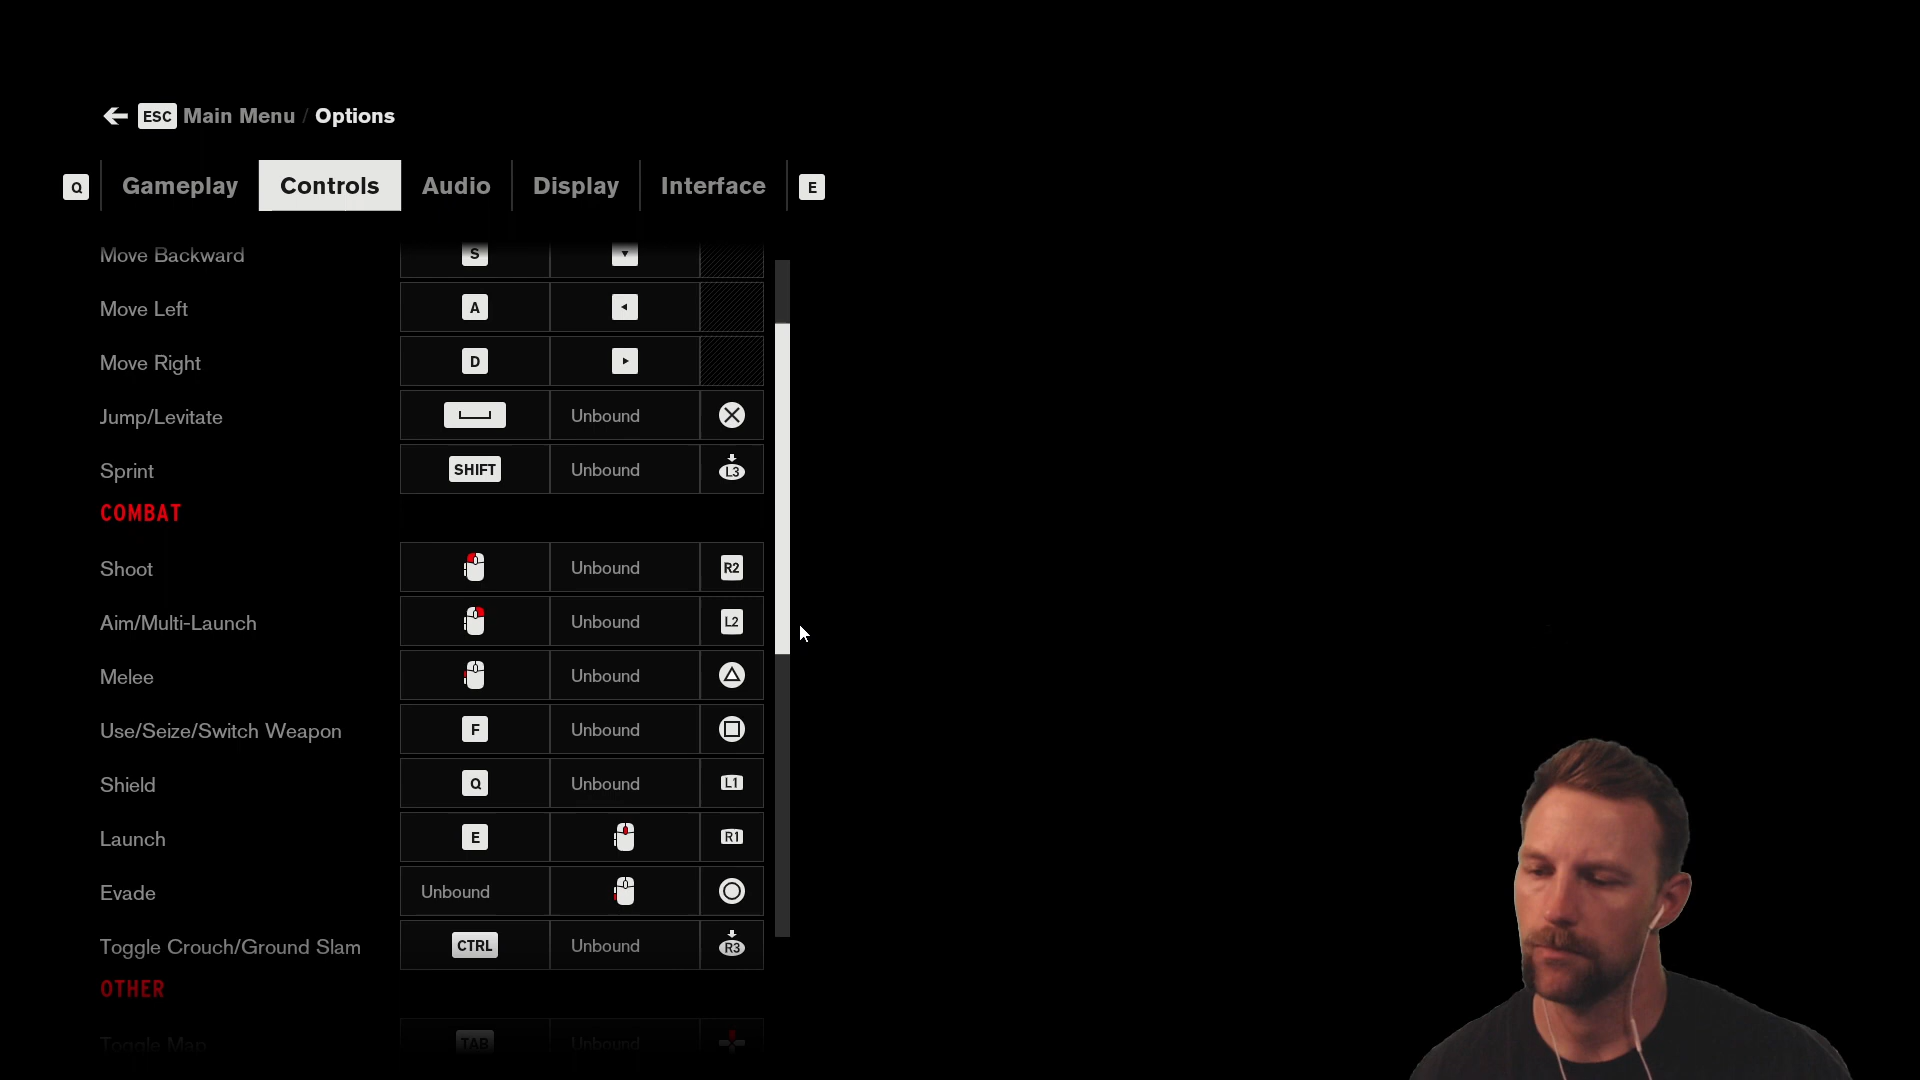 ESC Main Menu / Options
Q Gameplay Controls Audio Display Interface E
Move Backward S
Move Left A
Move Right D
Jump/Levitate Unbound
Sprint SHIFT Unbound L3
COMBAT
Shoot Unbound R2
Aim/Multi-Launch Unbound L2
Melee Unbound
Use/Seize/Switch Weapon F Unbound
Shield Q Unbound L1
Launch E R1
Evade Unbound
Toggle Crouch/Ground Slam CTRL Unbound R3
OTHER
Toggle Map TAB Unbound